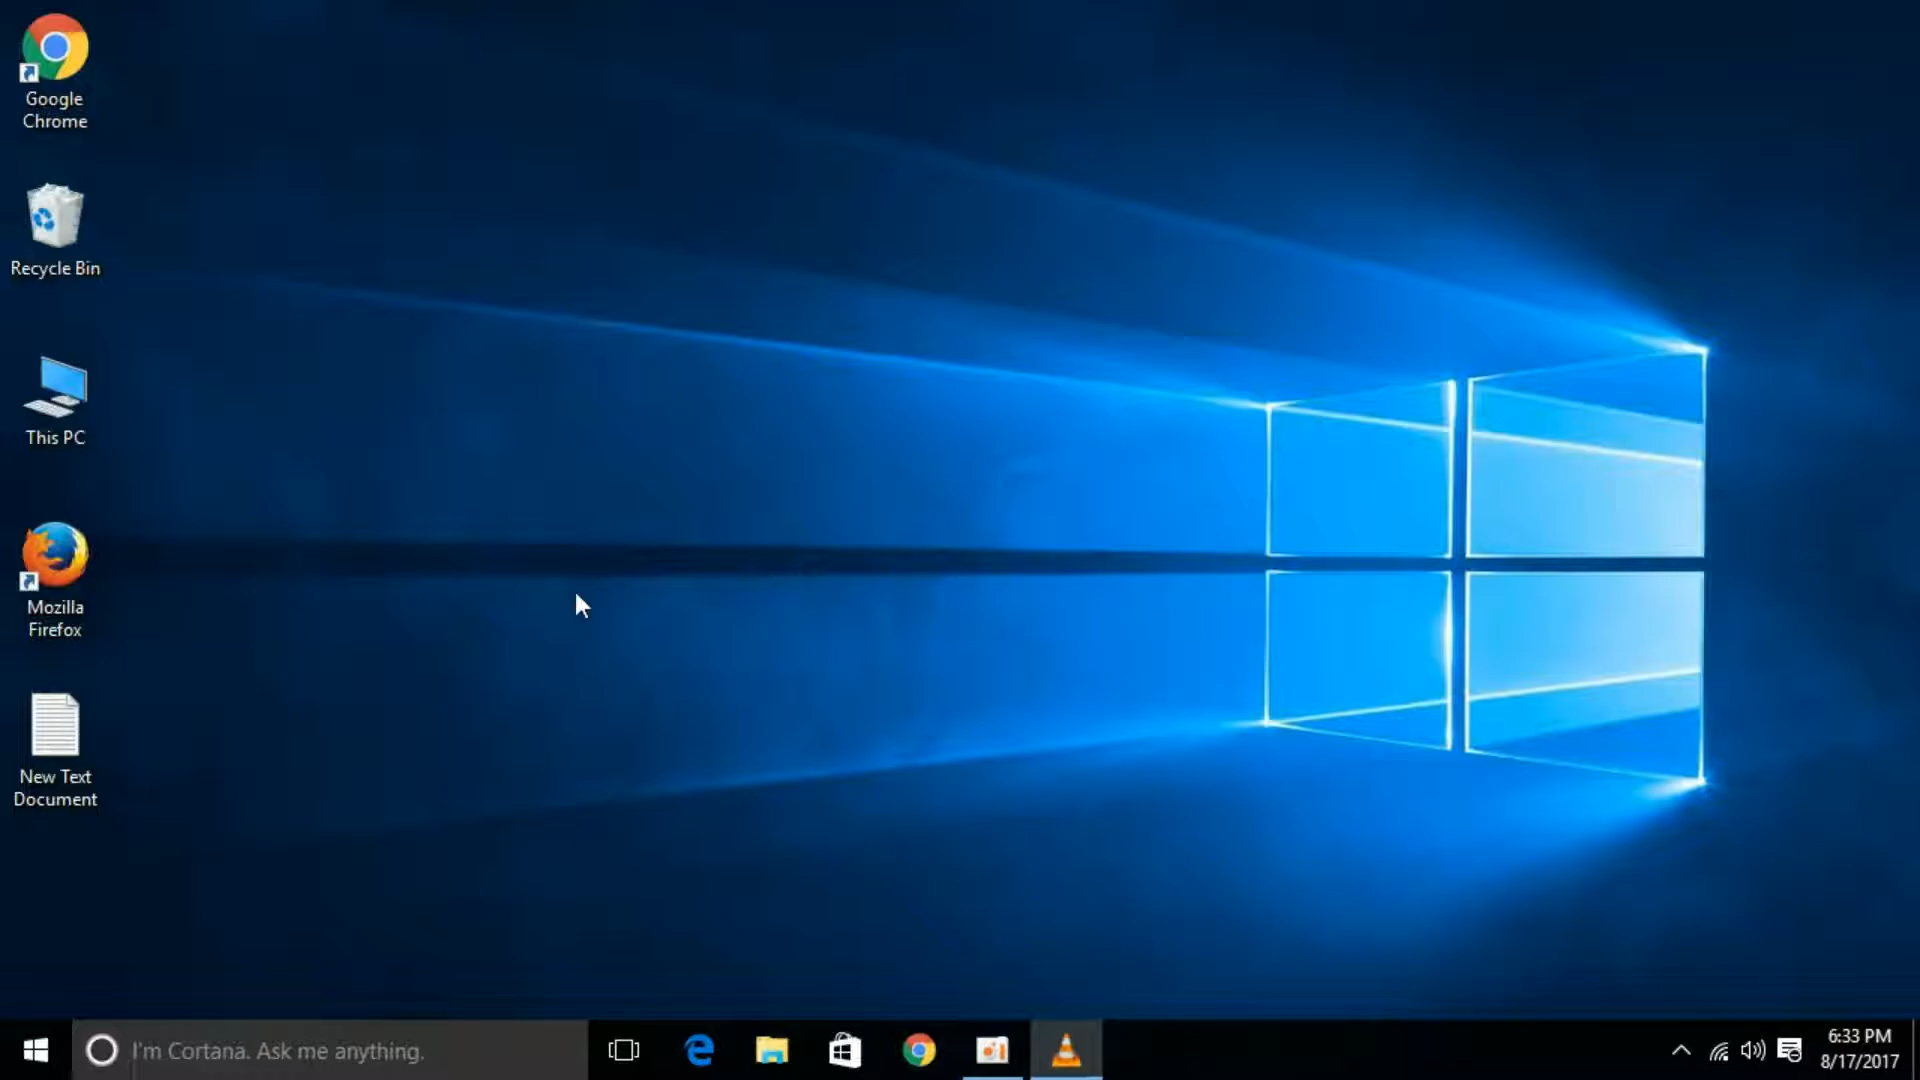 Google
Chrome
Recycle Bin
This PC
Mozilla
Firefox
New Text
Document
I'm Cortana. Ask me anything.
6:33 PM
8/17/2017